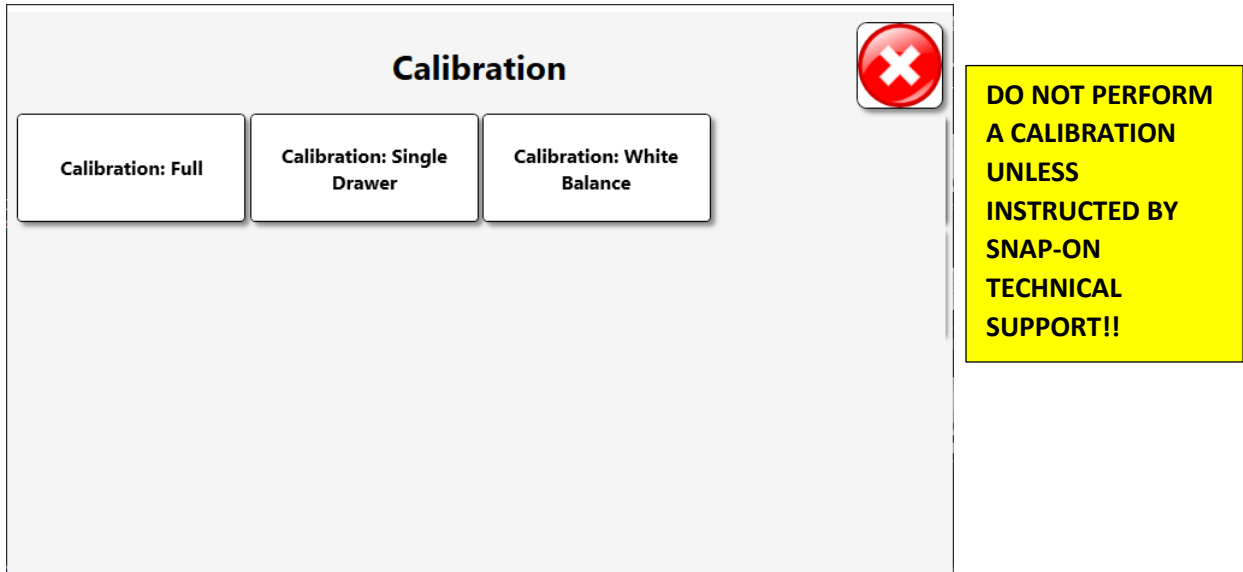 Calibration
Calibration: Full
Calibration: Single
Drawer
Calibration: White
Balance
DO NOT PERFORM
A CALIBRATION
UNLESS
INSTRUCTED BY
SNAP-ON
TECHNICAL
SUPPORT!!